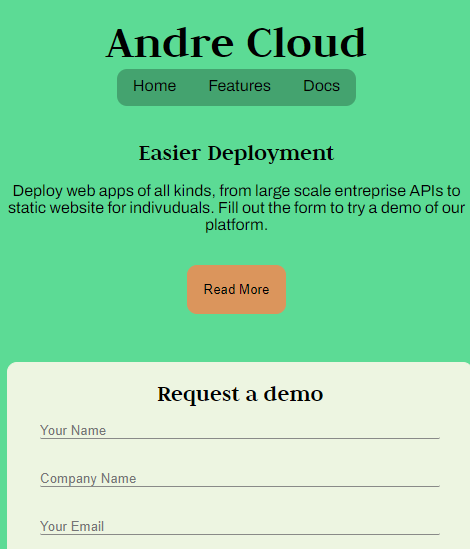 Andre Cloud
Home Features Docs
Easier Deployment
Deploy web apps of all kinds, from large scale entreprise APIs to
static website for indivuduals. Fill out the form to try a demo of our
platform.
Read More
Request a demo
Your Name
Company Name
Your Email